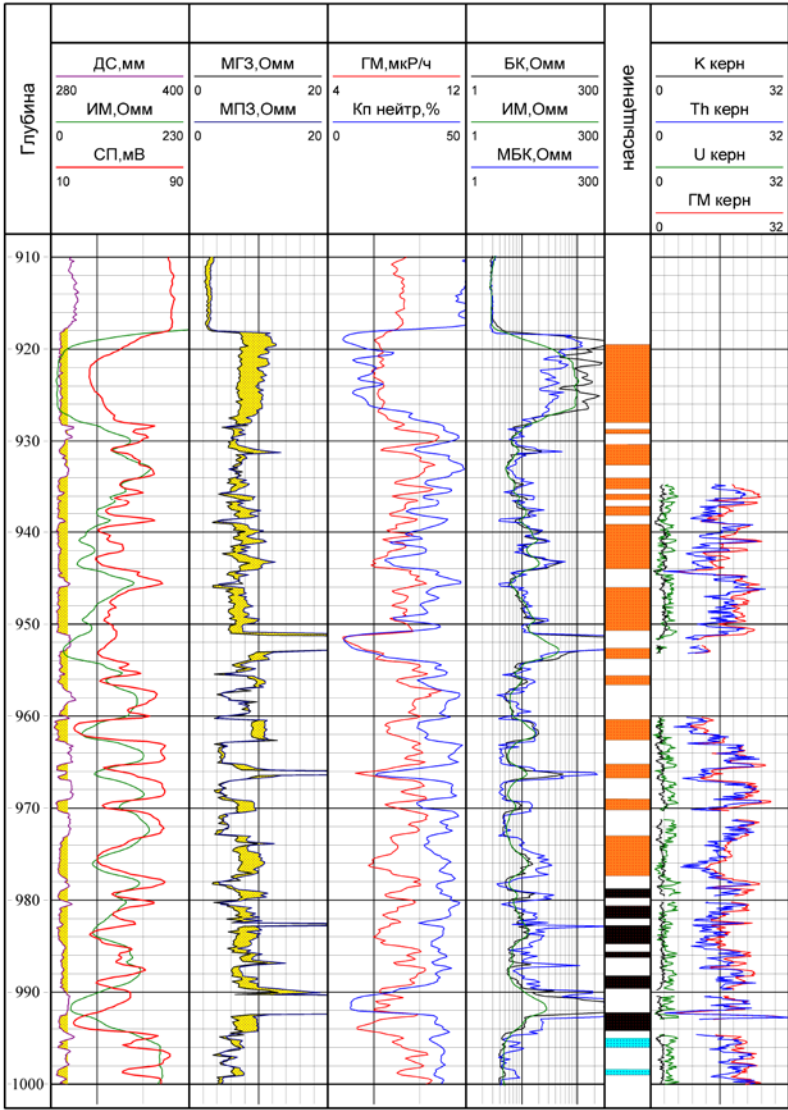 Глубина
ДС,мм
280 400
ИМ,Омм
0 230
СП,мВ
10 90
МГЗ,Омм
0 20
МПЗ,Омм
0 20
ГМ,мкР/ч
4 12
Кп нейтр,%
0 50
БК,Омм
1 300
ИМ,Омм
1 300
МБК,Омм
1 300
насыщение
K керн
0 32
Th керн
0 32
U керн
0 32
ГМ керн
0 32
910
920
930
940
950
960
970
980
990
1000